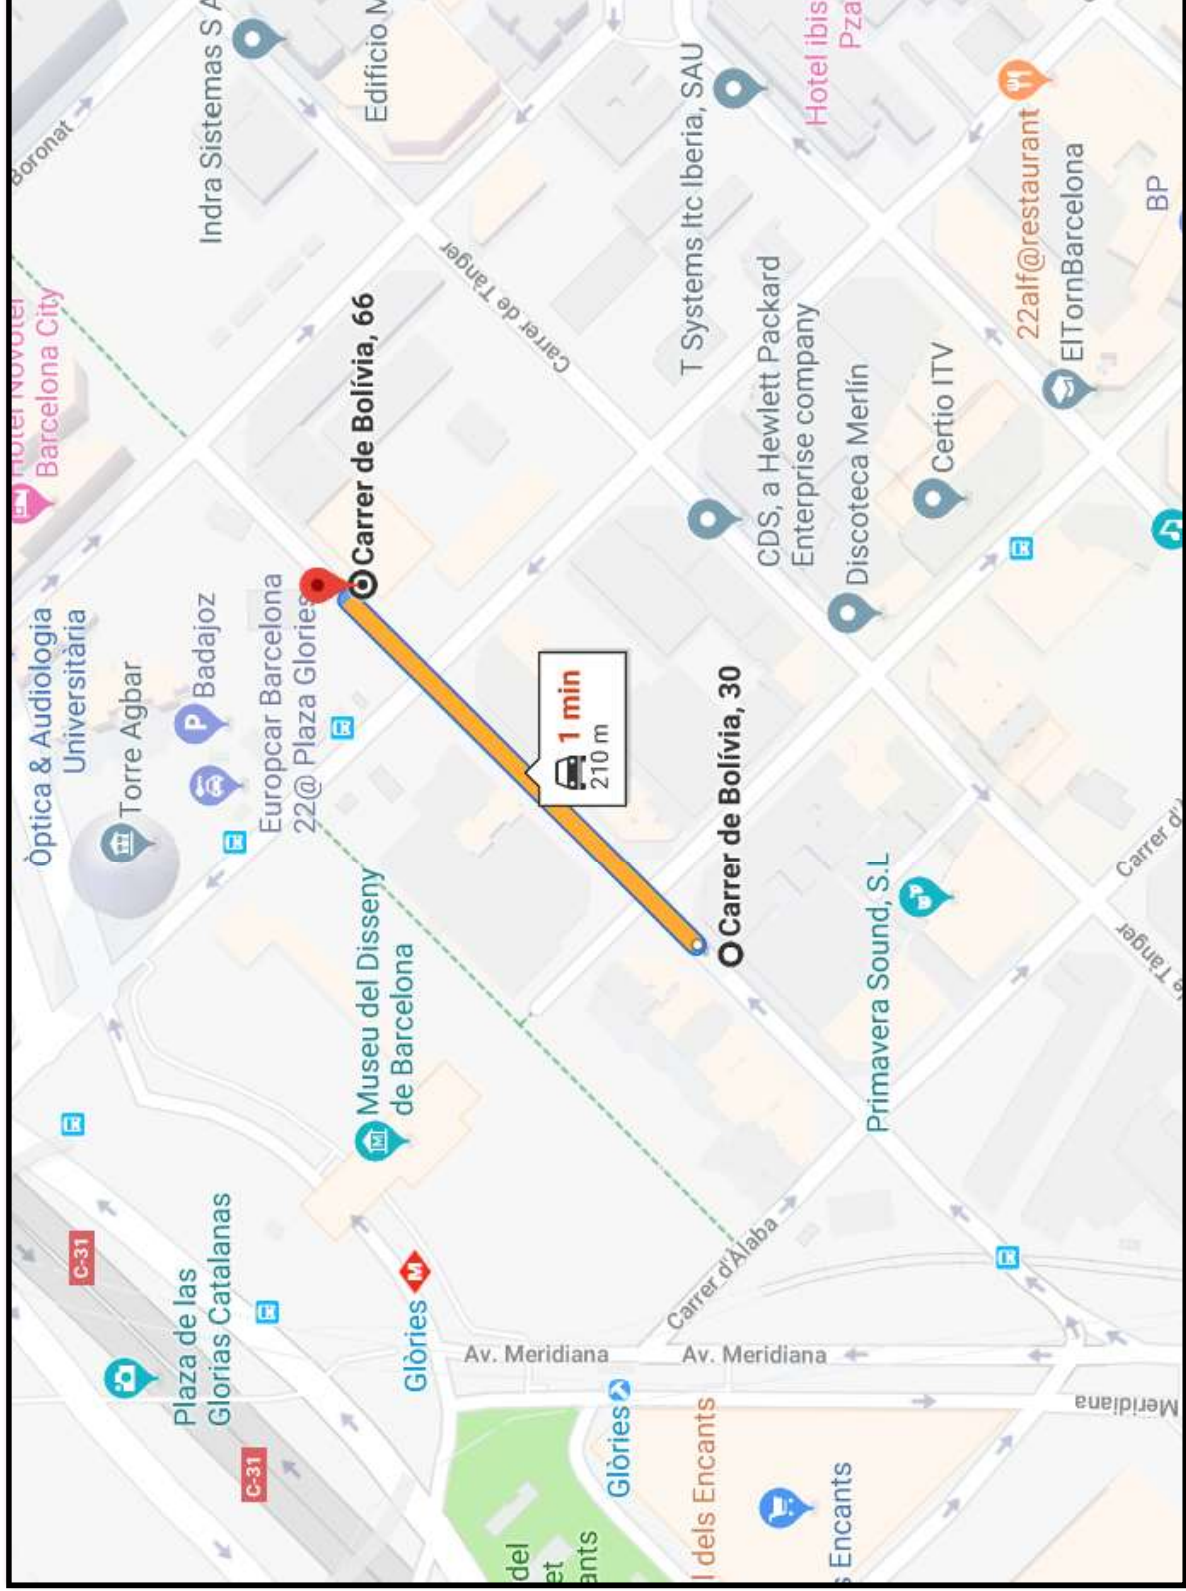 Boronat
Indra Sistemas S A
Edificio M
Hotel ibis
Pza
Hotel Novotel
Barcelona City
Carrer de Tànger
T Systems Itc Iberia, SAU
22alf@restaurant
ElTornBarcelona
BP
Carrer de Bolívia, 66
CDS, a Hewlett Packard
Enterprise company
Discoteca Merlín
Certio ITV
Òptica & Audiologia
Universitària
Torre Agbar
P
Badajoz
Europcar Barcelona
22@ Plaza Glories
1 min
210 m
Carrer de Bolívia, 30
Museu del Disseny
de Barcelona
Primavera Sound, S.L
Carrer d'
e Tànger
C-31
Plaza de las
Glorias Catalanas
M
Glòries
Carrer d'Àlaba
Av. Meridiana
Av. Meridiana
Meridiana
C-31
Glòries
del
et
ants
l dels Encants
s Encants